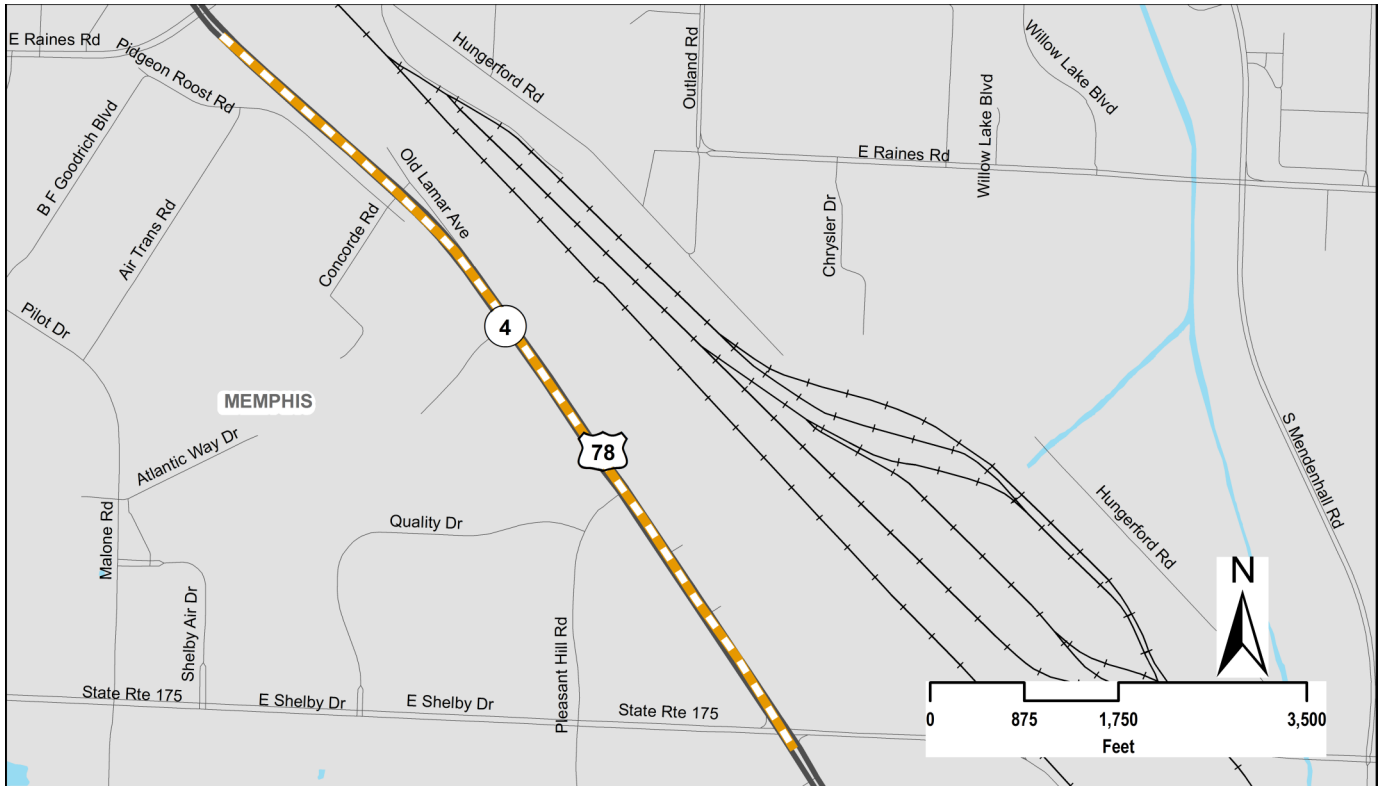 E Raines Rd
Pidgeon Roost Rd
Hungerford Rd
Outland Rd
Willow Lake Blvd
Willow Lake Blvd
B F Goodrich Blvd
Air Trans Rd
Old Lamar Ave
Concorde Rd
E Raines Rd
Chrysler Dr
Pilot Dr
4
MEMPHIS
78
Atlantic Way Dr
S Mendenhall Rd
Malone Rd
Quality Dr
Hungerford Rd
N
Shelby Air Dr
Pleasant Hill Rd
State Rte 175
E Shelby Dr
E Shelby Dr
State Rte 175
0 875 1,750 3,500
Feet